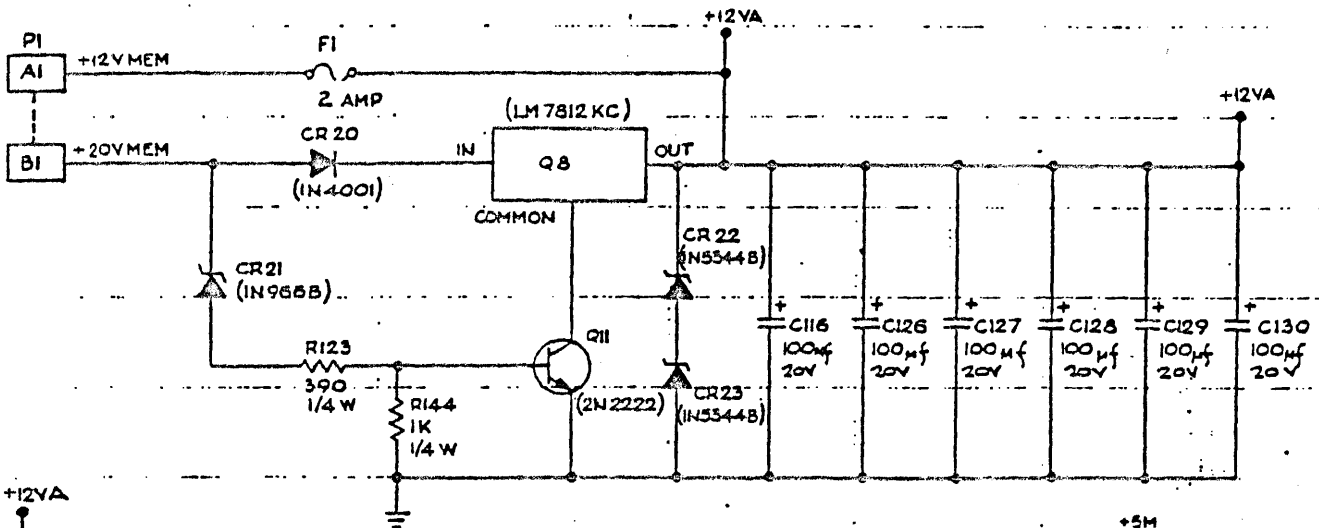 +12VA
P1
A1
+12V MEM
F1
2 AMP
+12VA
(LM7812KC)
CR20
B1
+20V MEM
IN
Q8
OUT
(1N4001)
COMMON
CR21
CR22
(1N5344B)
Q11
R123
390
1/4 W
(2N2222)
CR23
(1N5344B)
R144
1K
1/4 W
+
C116
100µf
20V
+
C126
100µf
20V
+
C127
100µf
20V
+
C128
100µf
20V
+
C129
100µf
20V
+
C130
100µf
20V
+12VA
+5M